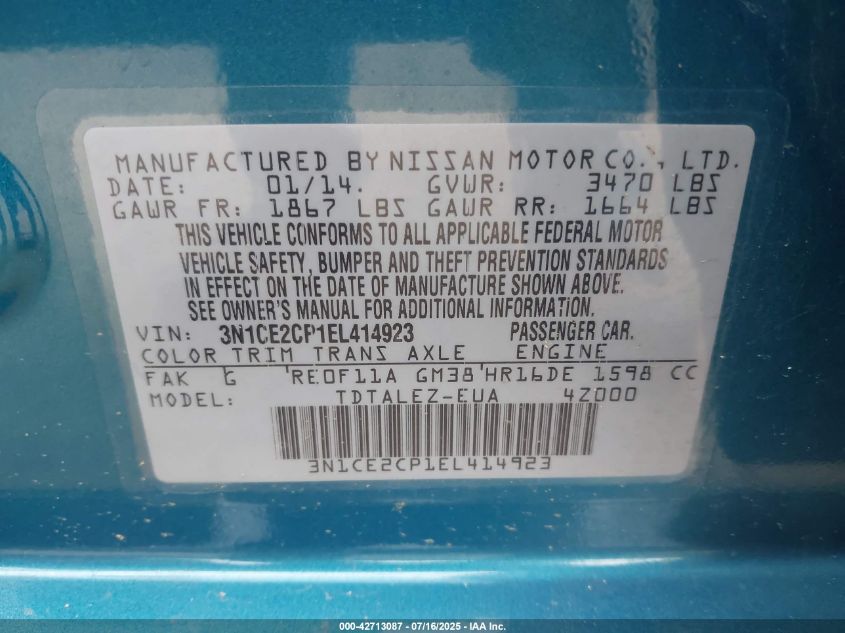 MANUFACTURED BY NISSAN MOTOR CO., LTD.
DATE: 01/14. GVWR: 3470 LBS
GAWR FR: 1867 LBS GAWR RR: 1664 LBS
THIS VEHICLE CONFORMS TO ALL APPLICABLE FEDERAL MOTOR
VEHICLE SAFETY, BUMPER AND THEFT PREVENTION STANDARDS
IN EFFECT ON THE DATE OF MANUFACTURE SHOWN ABOVE.
SEE OWNER'S MANUAL FOR ADDITIONAL INFORMATION.
VIN: 3N1CE2CP1EL414923 PASSENGER CAR.
COLOR TRIM TRANS AXLE ENGINE
FAK G RE0F11A GM38 HR16DE 1598 CC
MODEL: TDTALEZ-EUA 4Z000
3N1CE2CP1EL414923
000-42713087 - 07/16/2025 - IAA Inc.